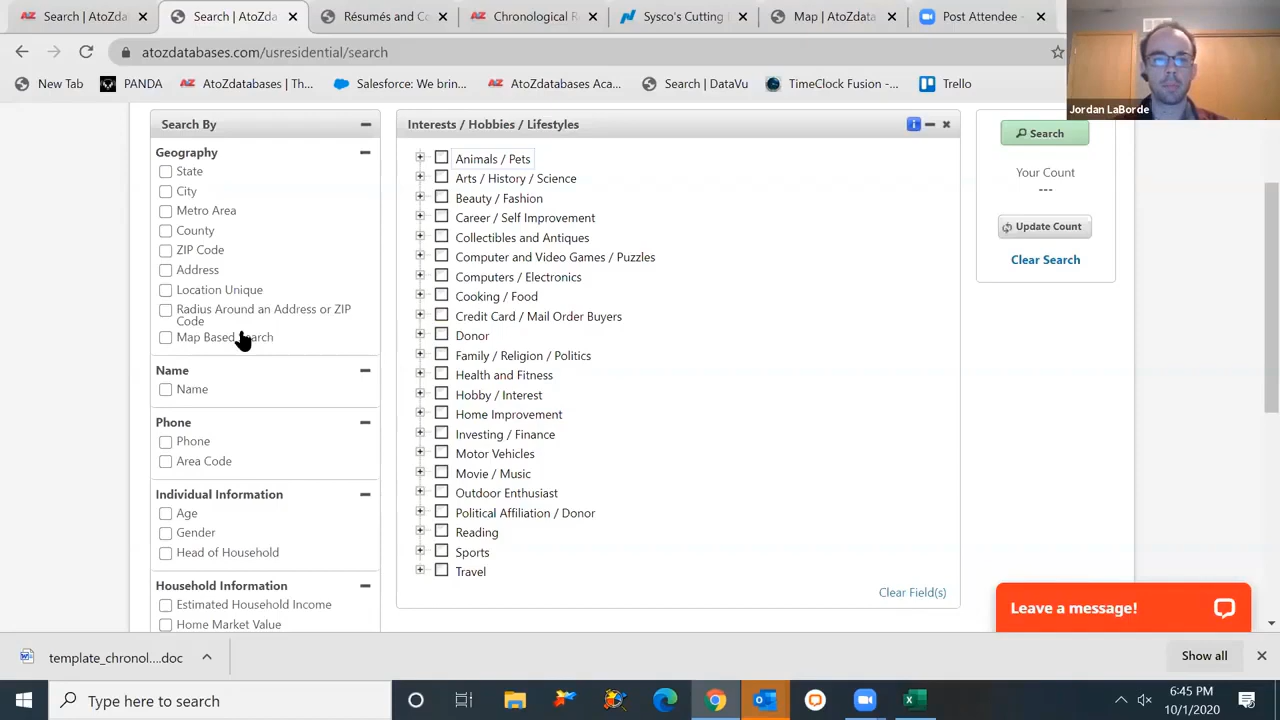 Search | AtoZdatab
Search | AtoZdatab
Résumés and Co
Chronological R
Sysco's Cutting
Map | AtoZdata
Post Attendee -
atozdatabases.com/usresidential/search
New Tab
PANDA
AtoZdatabases | Th...
Salesforce: We brin...
AtoZdatabases Aca...
Search | DataVu
TimeClock Fusion -...
Trello
Jordan LaBorde
Search By
Geography
State
City
Metro Area
County
ZIP Code
Address
Location Unique
Radius Around an Address or ZIP
Code
Map Based Search
Name
Name
Phone
Phone
Area Code
Individual Information
Age
Gender
Head of Household
Household Information
Estimated Household Income
Home Market Value
Interests / Hobbies / Lifestyles
Animals / Pets
Arts / History / Science
Beauty / Fashion
Career / Self Improvement
Collectibles and Antiques
Computer and Video Games / Puzzles
Computers / Electronics
Cooking / Food
Credit Card / Mail Order Buyers
Donor
Family / Religion / Politics
Health and Fitness
Hobby / Interest
Home Improvement
Investing / Finance
Motor Vehicles
Movie / Music
Outdoor Enthusiast
Political Affiliation / Donor
Reading
Sports
Travel
Clear Field(s)
Search
Your Count
---
Update Count
Clear Search
Leave a message!
template_chronol....doc
Show all
Type here to search
6:45 PM
10/1/2020